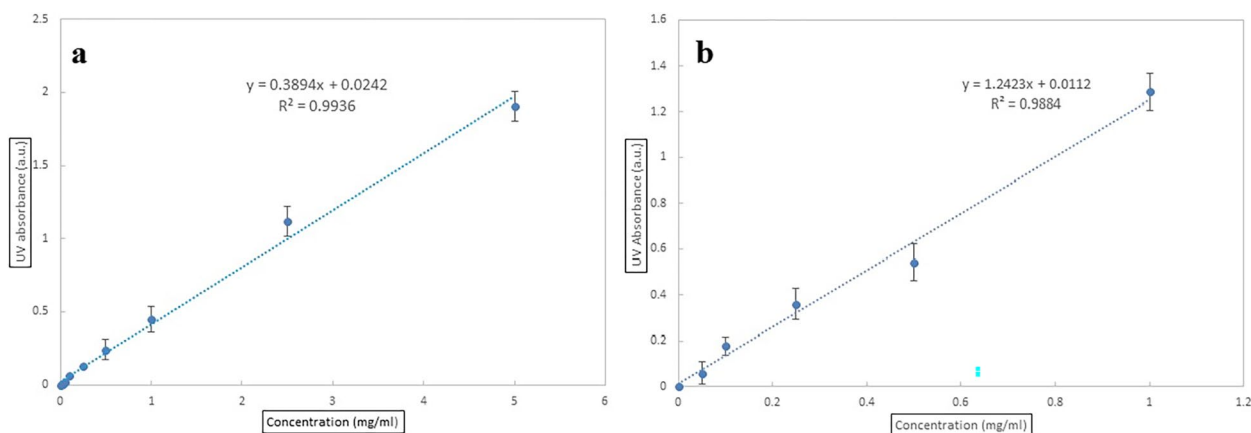 a
y = 0.3894x + 0.0242
R² = 0.9936
UV absorbance (a.u.)
2.5
2
1.5
1
0.5
0
0 1 2 3 4 5 6
Concentration (mg/ml)
b
y = 1.2423x + 0.0112
R² = 0.9884
UV Absorbance (a.u.)
1.6
1.4
1.2
1
0.8
0.6
0.4
0.2
0
0 0.2 0.4 0.6 0.8 1 1.2
Concentration (mg/ml)